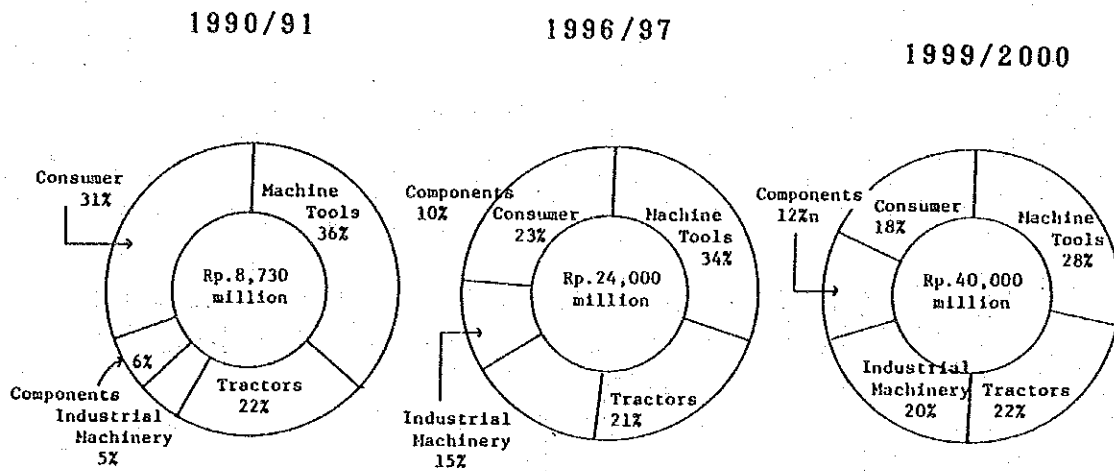 1990/91
Consumer
31%
Machine
Tools
36%
Rp.8,730
million
6%
Components
Tractors
22%
Industrial
Machinery
5%
1996/97
Components
10%
Consumer
23%
Machine
Tools
34%
Rp.24,000
million
Tractors
21%
Industrial
Machinery
15%
1999/2000
Components
12%n
Consumer
18%
Machine
Tools
28%
Rp.40,000
million
Industrial
Machinery
20%
Tractors
22%